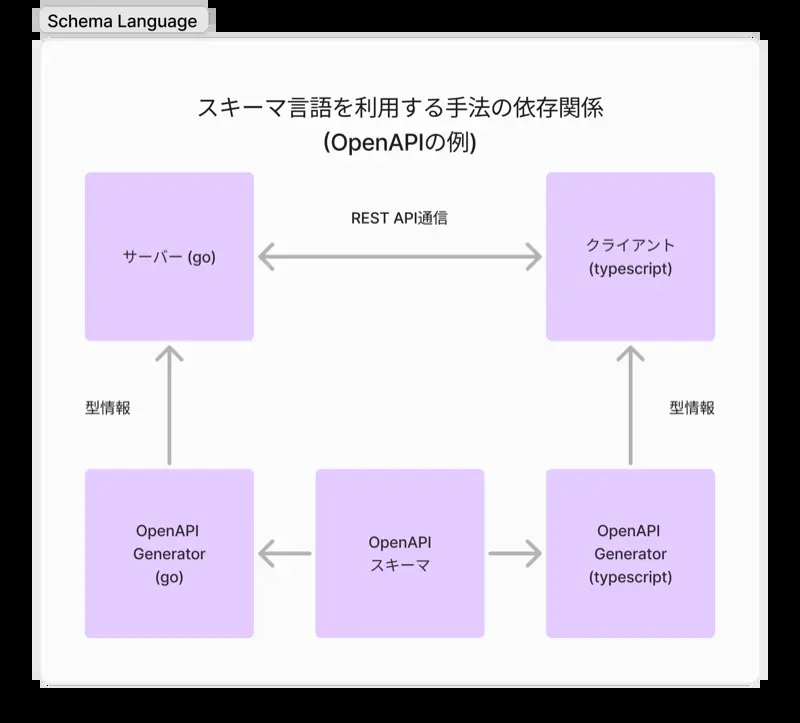 Schema Language
スキーマ言語を利用する手法の依存関係
(OpenAPIの例)
サーバー (go)
REST API通信
クライアント
(typescript)
型情報
型情報
OpenAPI
Generator
(go)
OpenAPI
スキーマ
OpenAPI
Generator
(typescript)